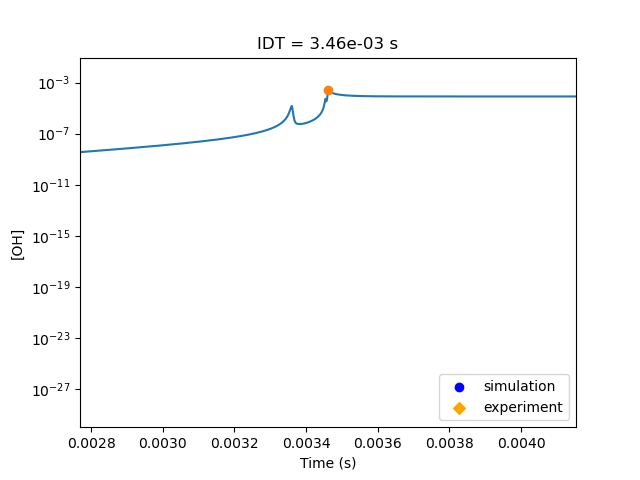 IDT = 3.46e-03 s
10⁻³
10⁻⁷
10⁻¹¹
10⁻¹⁵
10⁻¹⁹
10⁻²³
10⁻²⁷
[OH]
simulation
experiment
0.0028 0.0030 0.0032 0.0034 0.0036 0.0038 0.0040
Time (s)